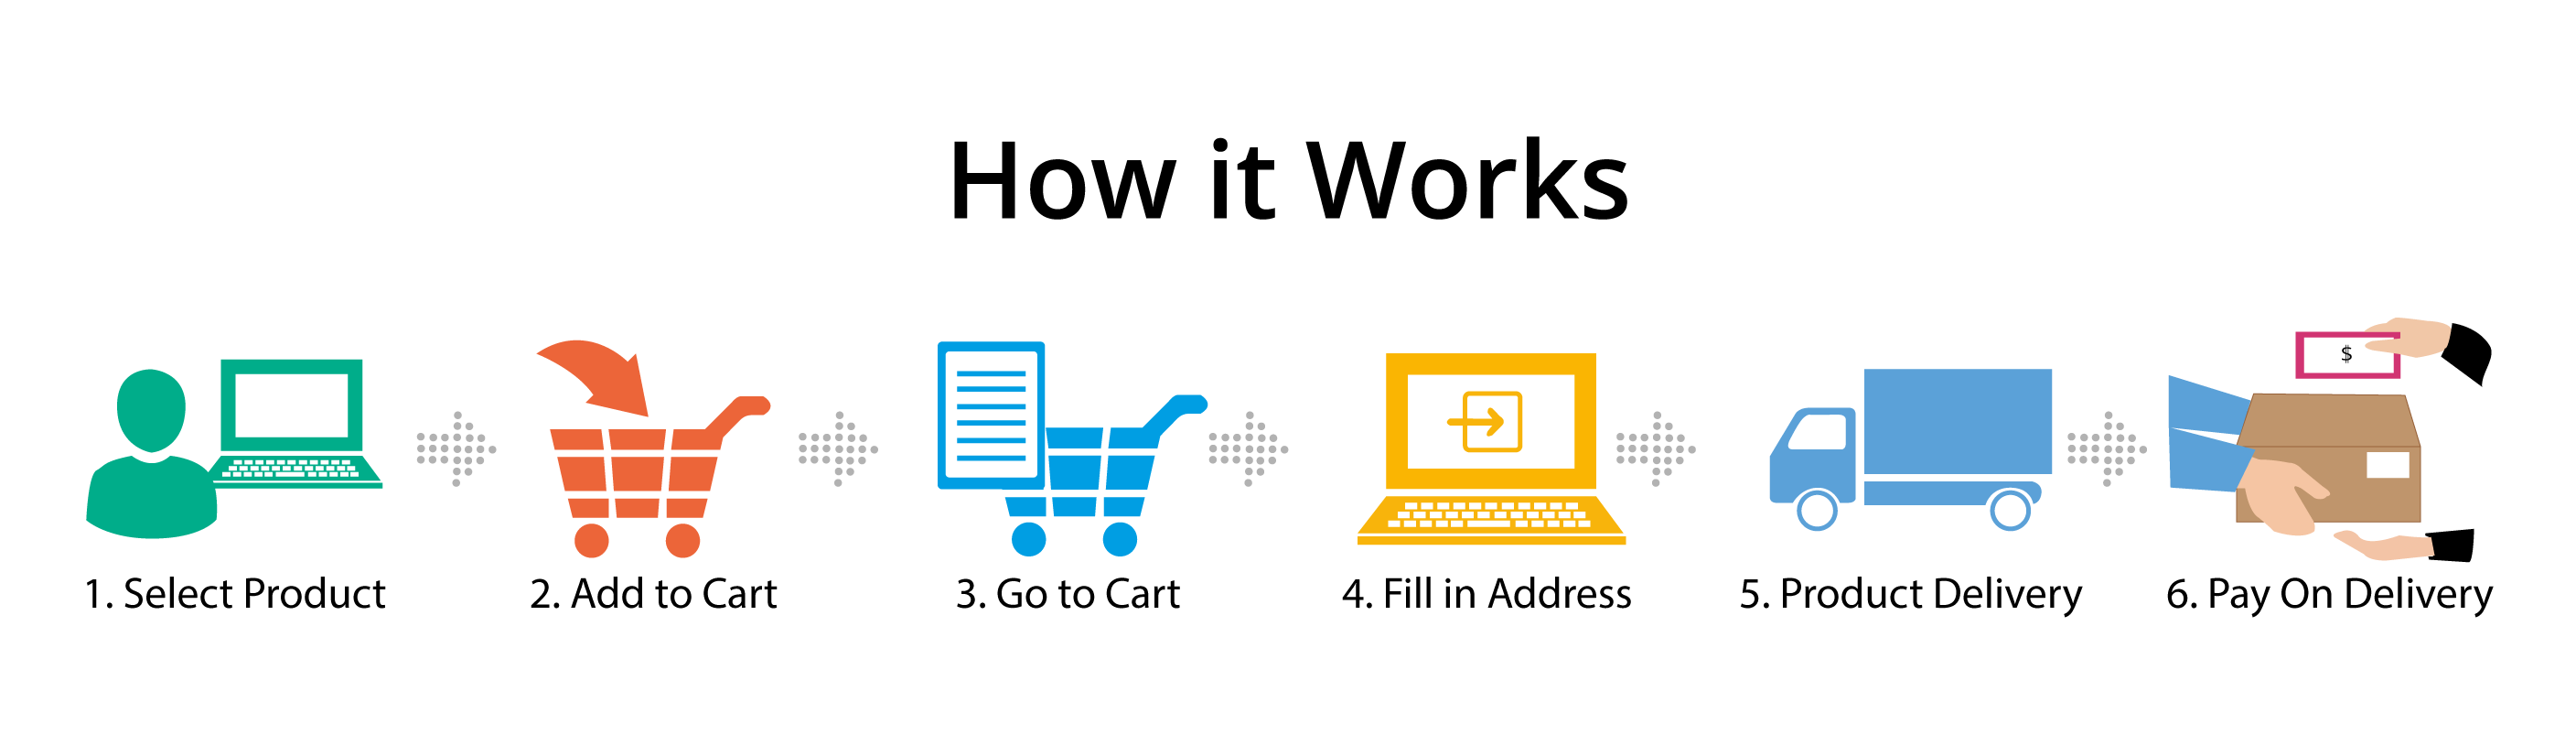 How it Works
$
1. Select Product
2. Add to Cart
3. Go to Cart
4. Fill in Address
5. Product Delivery
6. Pay On Delivery